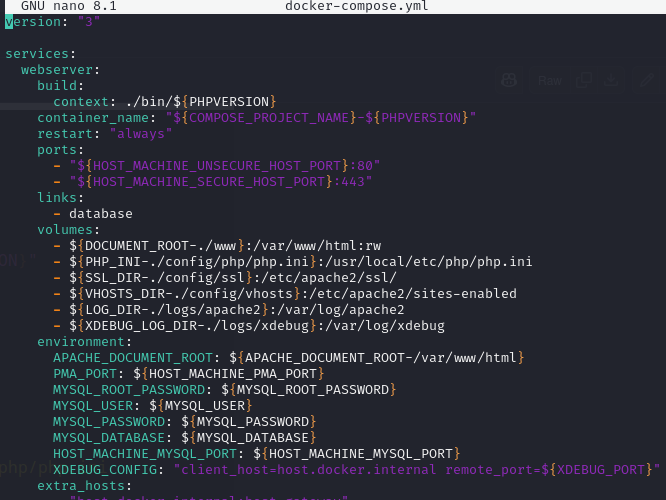 GNU nano 8.1 docker-compose.yml
version: "3"
services:
  webserver:
    build:
      context: ./bin/${PHPVERSION}
    container_name: "${COMPOSE_PROJECT_NAME}-${PHPVERSION}"
    restart: "always"
    ports:
      - "${HOST_MACHINE_UNSECURE_HOST_PORT}:80"
      - "${HOST_MACHINE_SECURE_HOST_PORT}:443"
    links:
      - database
    volumes:
      - ${DOCUMENT_ROOT-./www}:/var/www/html:rw
      - ${PHP_INI-./config/php/php.ini}:/usr/local/etc/php/php.ini
      - ${SSL_DIR-./config/ssl}:/etc/apache2/ssl/
      - ${VHOSTS_DIR-./config/vhosts}:/etc/apache2/sites-enabled
      - ${LOG_DIR-./logs/apache2}:/var/log/apache2
      - ${XDEBUG_LOG_DIR-./logs/xdebug}:/var/log/xdebug
    environment:
      APACHE_DOCUMENT_ROOT: ${APACHE_DOCUMENT_ROOT-/var/www/html}
      PMA_PORT: ${HOST_MACHINE_PMA_PORT}
      MYSQL_ROOT_PASSWORD: ${MYSQL_ROOT_PASSWORD}
      MYSQL_USER: ${MYSQL_USER}
      MYSQL_PASSWORD: ${MYSQL_PASSWORD}
      MYSQL_DATABASE: ${MYSQL_DATABASE}
      HOST_MACHINE_MYSQL_PORT: ${HOST_MACHINE_MYSQL_PORT}
      XDEBUG_CONFIG: "client_host=host.docker.internal remote_port=${XDEBUG_PORT}"
    extra_hosts:
Raw